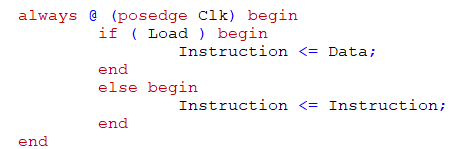 always @ (posedge Clk) begin
if ( Load ) begin
Instruction <= Data;
end
else begin
Instruction <= Instruction;
end
end